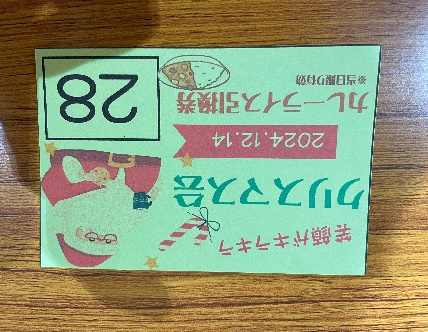 笑顔がキラキラ
クリスマス会
2024.12.14
カレーライス引換券
※当日限り有効
28